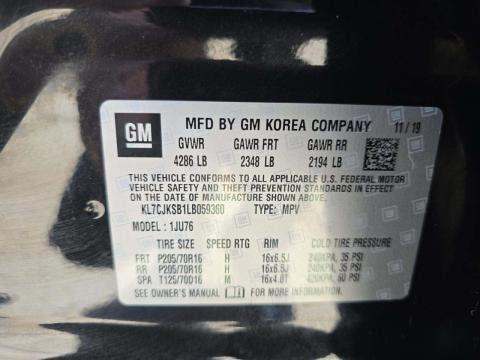 GM
MFD BY GM KOREA COMPANY 11/19
GVWR GAWR FRT GAWR RR
4286 LB 2348 LB 2194 LB
THIS VEHICLE CONFORMS TO ALL APPLICABLE U.S. FEDERAL MOTOR
VEHICLE SAFETY AND THEFT PREVENTION STANDARDS IN EFFECT ON THE
DATE OF MANUFACTURE SHOWN ABOVE.
KL7CJKSB1LB059300 TYPE: MPV
MODEL : 1JU76
TIRE SIZE SPEED RTG RIM COLD TIRE PRESSURE
FRT P205/70R16 H 16x6.5J 240KPA, 35 PSI
RR P205/70R16 H 16x6.5J 240KPA, 35 PSI
SPA T125/70D16 M 16x4.0T 420KPA, 60 PSI
SEE OWNER'S MANUAL FOR MORE INFORMATION.